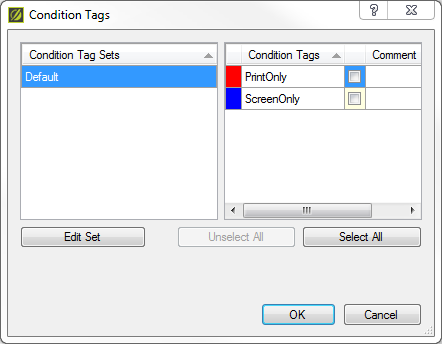 Condition Tags
Condition Tag Sets
Default
Condition Tags Comment
PrintOnly
ScreenOnly
Edit Set Unselect All Select All
OK Cancel